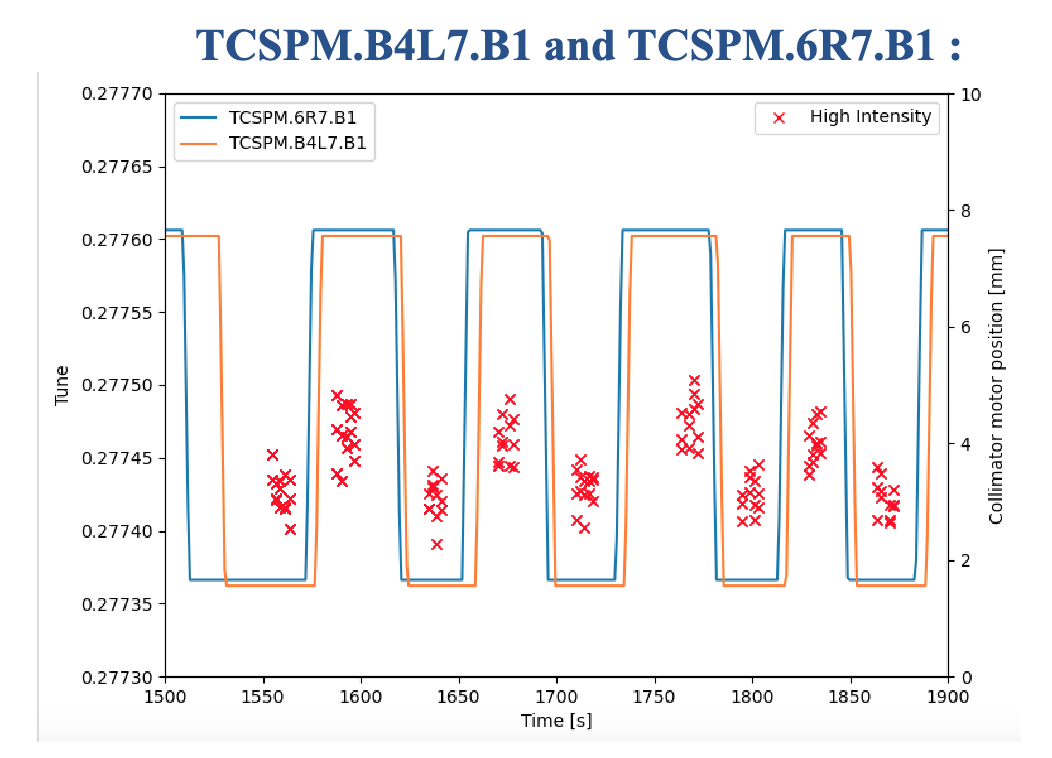 TCSPM.B4L7.B1 and TCSPM.6R7.B1 :
TCSPM.6R7.B1
TCSPM.B4L7.B1
High Intensity
0.27770
0.27765
0.27760
0.27755
0.27750
0.27745
0.27740
0.27735
0.27730
Tune
10
8
6
4
2
0
Collimator motor position [mm]
1500 1550 1600 1650 1700 1750 1800 1850 1900
Time [s]